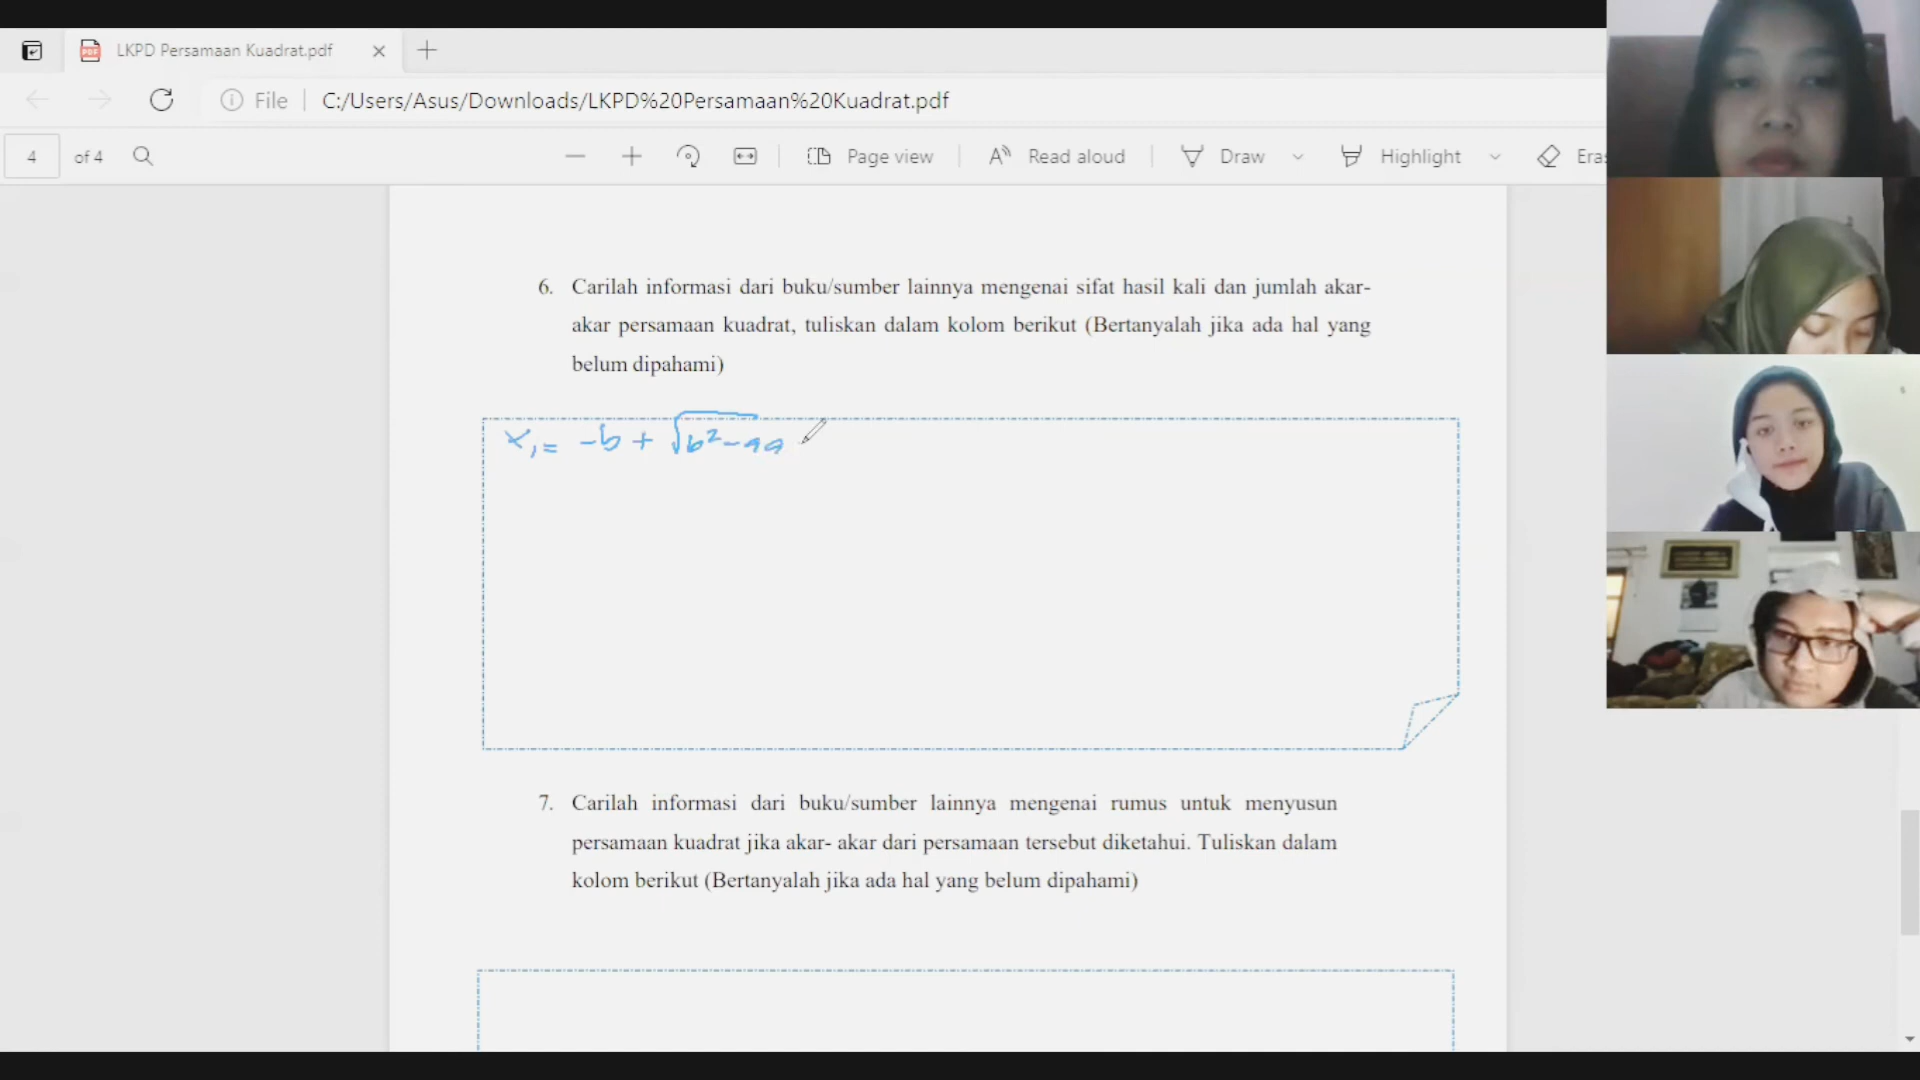 LKPD Persamaan Kuadrat.pdf
File C:/Users/Asus/Downloads/LKPD%20Persamaan%20Kuadrat.pdf
4 of 4 Page view Read aloud Draw Highlight Eras
6. Carilah informasi dari buku/sumber lainnya mengenai sifat hasil kali dan jumlah akar-
akar persamaan kuadrat, tuliskan dalam kolom berikut (Bertanyalah jika ada hal yang
belum dipahami)
x₁ = -b + √b²-4a
7. Carilah informasi dari buku/sumber lainnya mengenai rumus untuk menyusun
persamaan kuadrat jika akar- akar dari persamaan tersebut diketahui. Tuliskan dalam
kolom berikut (Bertanyalah jika ada hal yang belum dipahami)